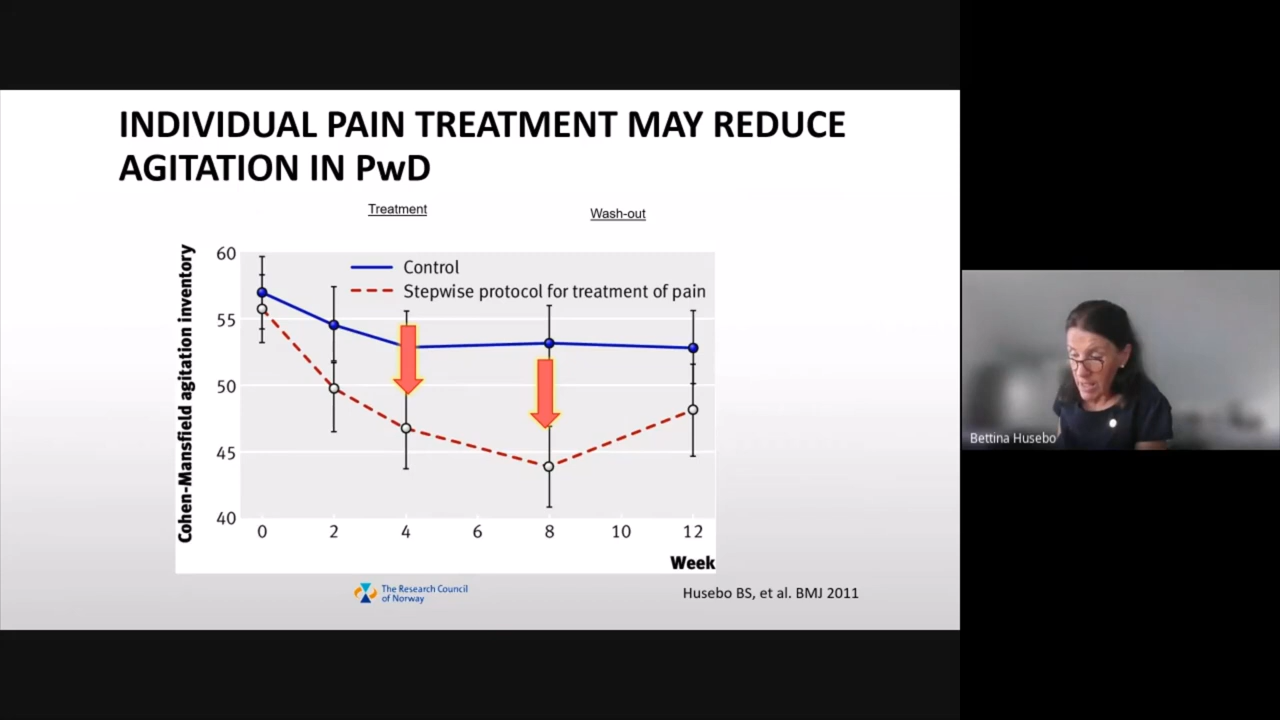 INDIVIDUAL PAIN TREATMENT MAY REDUCE
AGITATION IN PwD
Treatment
Wash-out
Cohen-Mansfield agitation inventory
60
55
50
45
40
Control
Stepwise protocol for treatment of pain
0 2 4 6 8 10 12
Week
The Research Council
of Norway
Husebo BS, et al. BMJ 2011
Bettina Husebo